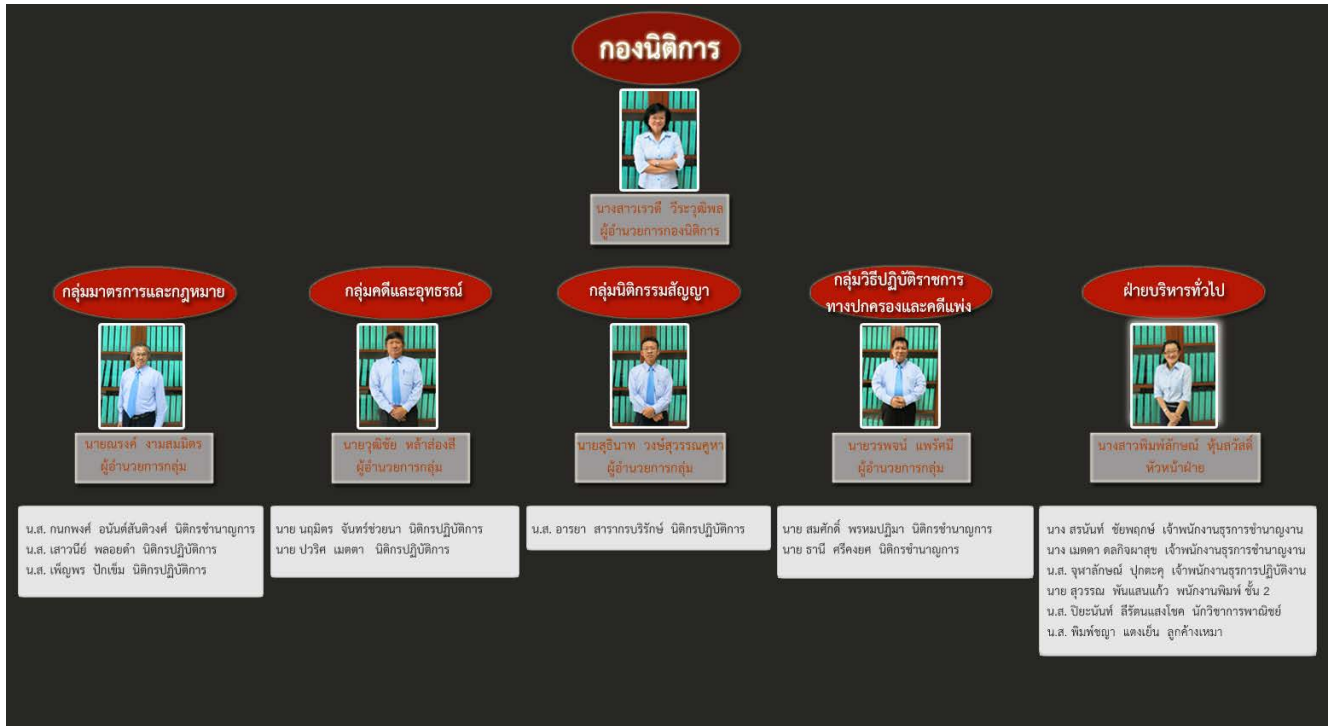 กองนิติการ
นางสาวเรวดี วีระวุฒิพล
ผู้อำนวยการกองนิติการ
กลุ่มมาตรการและกฎหมาย
นายณรงค์ งามสมมิตร
ผู้อำนวยการกลุ่ม
น.ส. กนกพงศ์ อนันต์สันติวงศ์ นิติกรชำนาญการ
น.ส. เสาวนีย์ พลอยดำ นิติกรปฏิบัติการ
น.ส. เพ็ญพร ปักเข็ม นิติกรปฏิบัติการ
กลุ่มคดีและอุทธรณ์
นายวุฒิชัย หล้าส่องสี
ผู้อำนวยการกลุ่ม
นาย นฤมิตร จันทร์ช่วยนา นิติกรปฏิบัติการ
นาย ปวริศ เมตตา นิติกรปฏิบัติการ
กลุ่มนิติกรรมสัญญา
นายสุธินาท วงษ์สุวรรณคูหา
ผู้อำนวยการกลุ่ม
น.ส. อารยา สารากรบริรักษ์ นิติกรปฏิบัติการ
กลุ่มวิธีปฏิบัติราชการ
ทางปกครองและคดีแพ่ง
นายวรพจน์ แพรัศมี
ผู้อำนวยการกลุ่ม
นาย สมศักดิ์ พรหมปฏิมา นิติกรชำนาญการ
นาย ธานี ศรีคงยศ นิติกรชำนาญการ
ฝ่ายบริหารทั่วไป
นางสาวพิมพ์ลักษณ์ หุ้นสวัสดิ์
หัวหน้าฝ่าย
นาง สรนันท์ ชัยพฤกษ์ เจ้าพนักงานธุรการชำนาญงาน
นาง เมตตา ดลกิจผาสุข เจ้าพนักงานธุรการชำนาญงาน
น.ส. จุฬาลักษณ์ ปุกตะคุ เจ้าพนักงานธุรการปฏิบัติงาน
นาย สุวรรณ พันแสนแก้ว พนักงานพิมพ์ ชั้น 2
น.ส. ปิยะนันท์ ลีรัตนแสงโชค นักวิชาการพาณิชย์
น.ส. พิมพ์ชญา แตงเย็น ลูกค้างเหมา